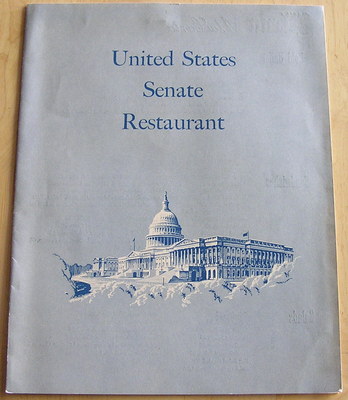 United States
Senate
Restaurant